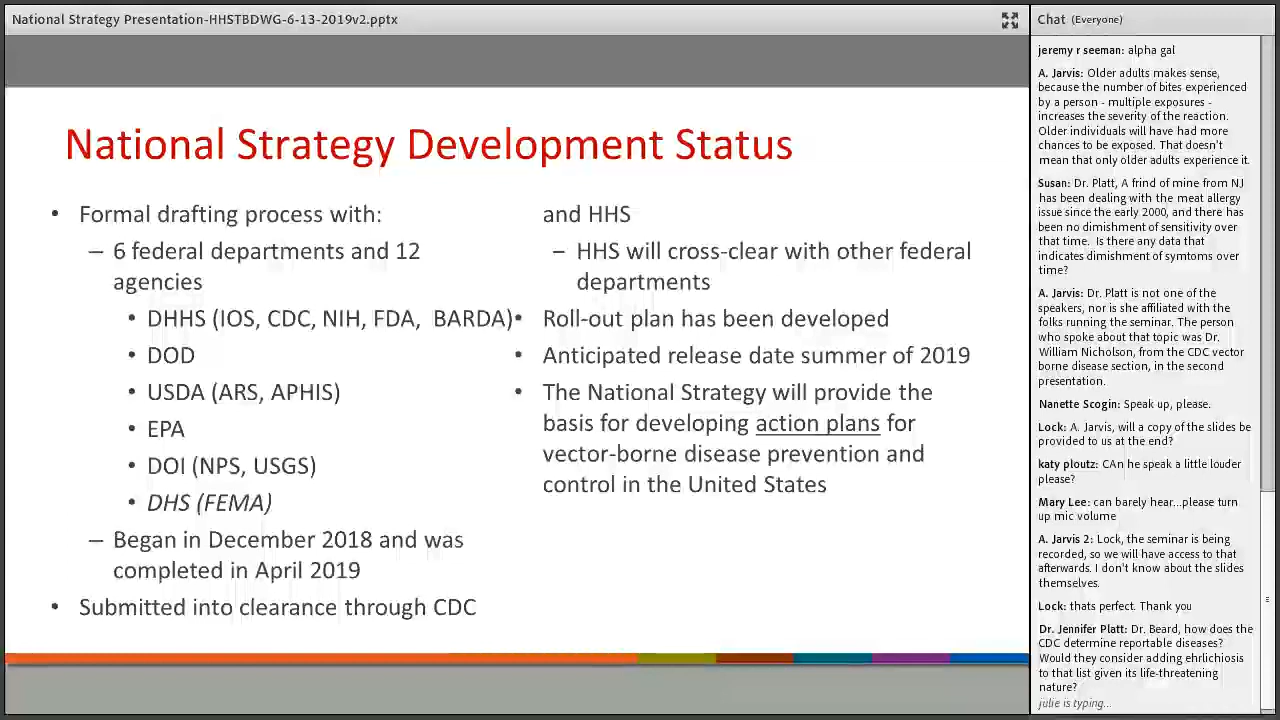 National Strategy Presentation-HHSTBDWG-6-13-2019v2.pptx
National Strategy Development Status
• Formal drafting process with:
– 6 federal departments and 12
agencies
• DHHS (IOS, CDC, NIH, FDA, BARDA)
• DOD
• USDA (ARS, APHIS)
• EPA
• DOI (NPS, USGS)
• DHS (FEMA)
– Began in December 2018 and was
completed in April 2019
• Submitted into clearance through CDC
and HHS
– HHS will cross-clear with other federal
departments
• Roll-out plan has been developed
• Anticipated release date summer of 2019
• The National Strategy will provide the
basis for developing action plans for
vector-borne disease prevention and
control in the United States
Chat (Everyone)
jeremy r seeman: alpha gal
A. Jarvis: Older adults makes sense,
because the number of bites experienced
by a person - multiple exposures -
increases the severity of the reaction.
Older individuals will have had more
chances to be exposed. That doesn't
mean that only older adults experience it.
Susan: Dr. Platt, A frind of mine from NJ
has been dealing with the meat allergy
issue since the early 2000, and there has
been no dimishment of sensitivity over
that time. Is there any data that
indicates dimishment of symtoms over
time?
A. Jarvis: Dr. Platt is not one of the
speakers, nor is she affiliated with the
folks running the seminar. The person
who spoke about that topic was Dr.
William Nicholson, from the CDC vector
borne disease section, in the second
presentation.
Nanette Scogin: Speak up, please.
Lock: A. Jarvis, will a copy of the slides be
provided to us at the end?
katy ploutz: CAn he speak a little louder
please?
Mary Lee: can barely hear...please turn
up mic volume
A. Jarvis 2: Lock, the seminar is being
recorded, so we will have access to that
afterwards. I don't know about the slides
themselves.
Lock: thats perfect. Thank you
Dr. Jennifer Platt: Dr. Beard, how does the
CDC determine reportable diseases?
Would they consider adding ehrlichiosis
to that list given its life-threatening
nature?
julie is typing...